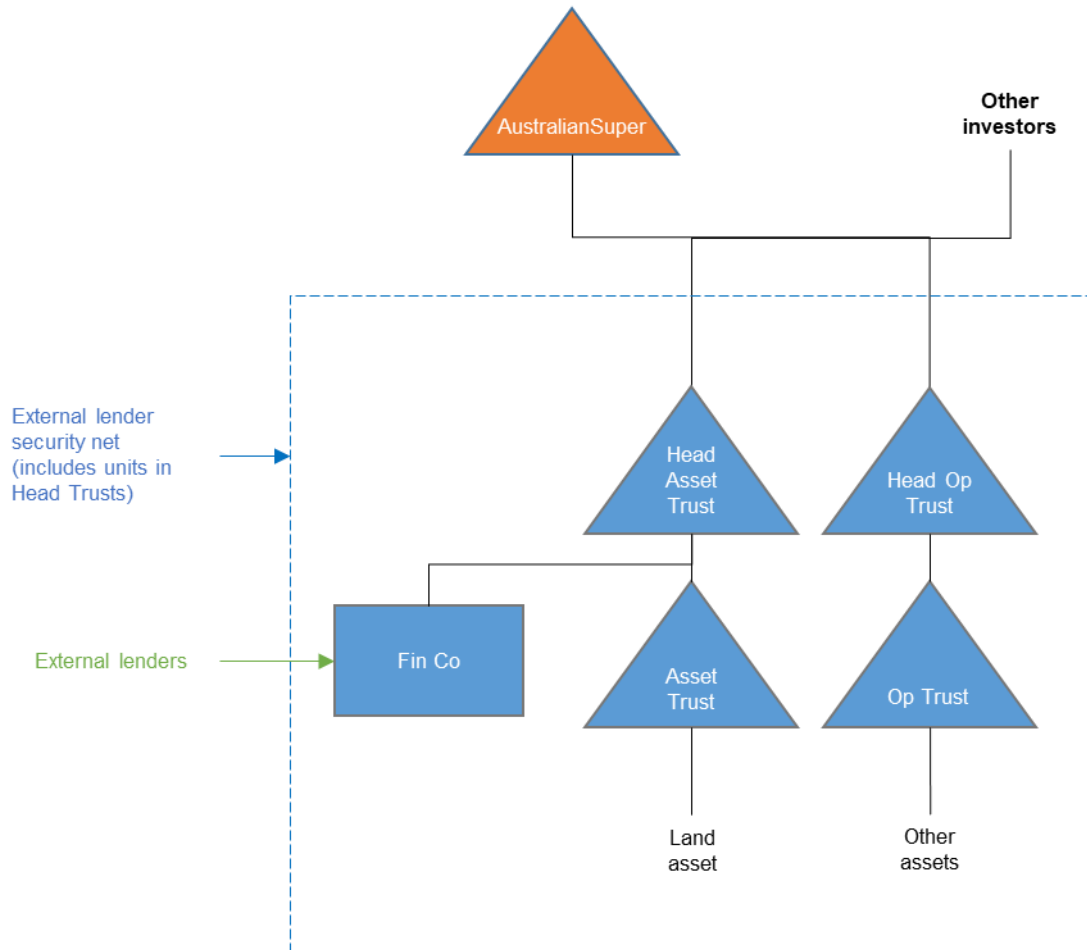 AustralianSuper
Other
investors
External lender
security net
(includes units in
Head Trusts)
Head
Asset
Trust
Head Op
Trust
External lenders
Fin Co
Asset
Trust
Op Trust
Land
asset
Other
assets